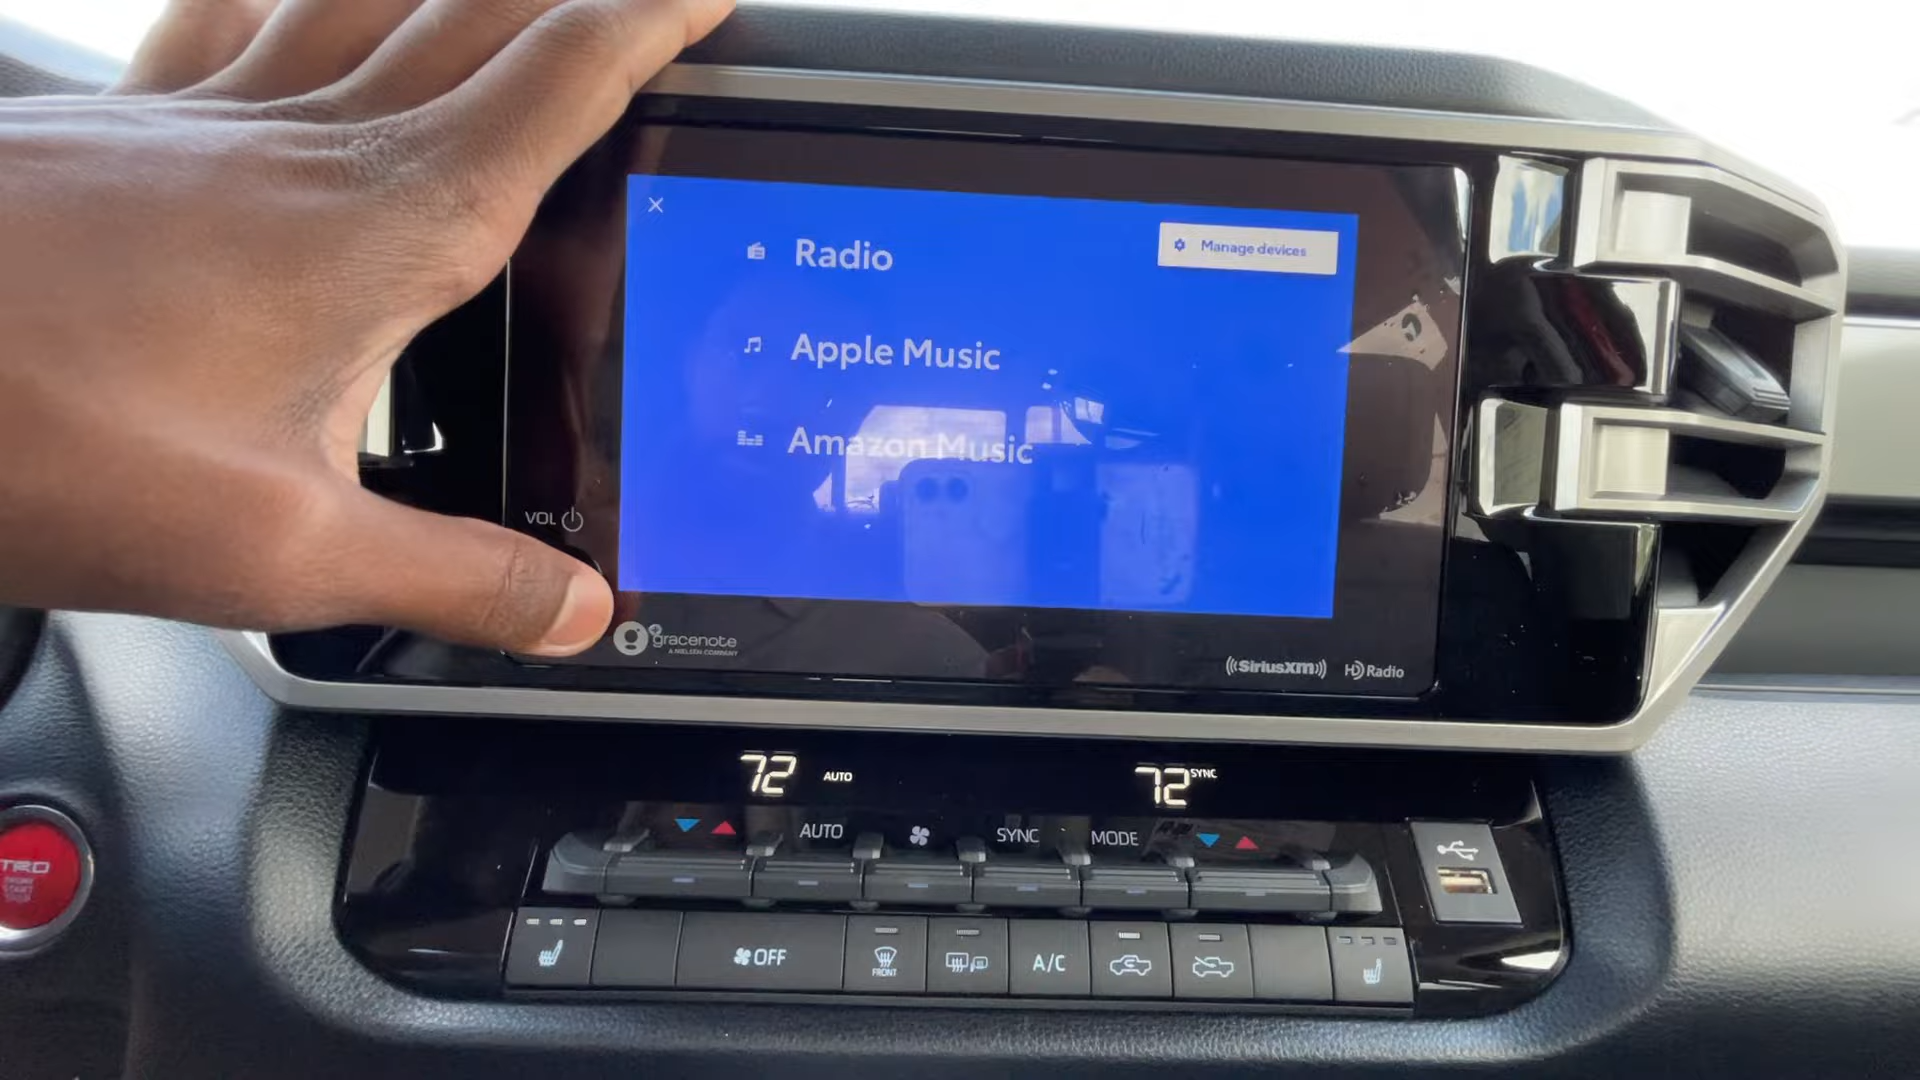 Radio
Manage devices
Apple Music
Amazon Music
VOL
gracenote
A NIELSEN COMPANY
SiriusXM
HD Radio
72 AUTO
72 SYNC
AUTO
SYNC
MODE
TRD
OFF
FRONT
A/C